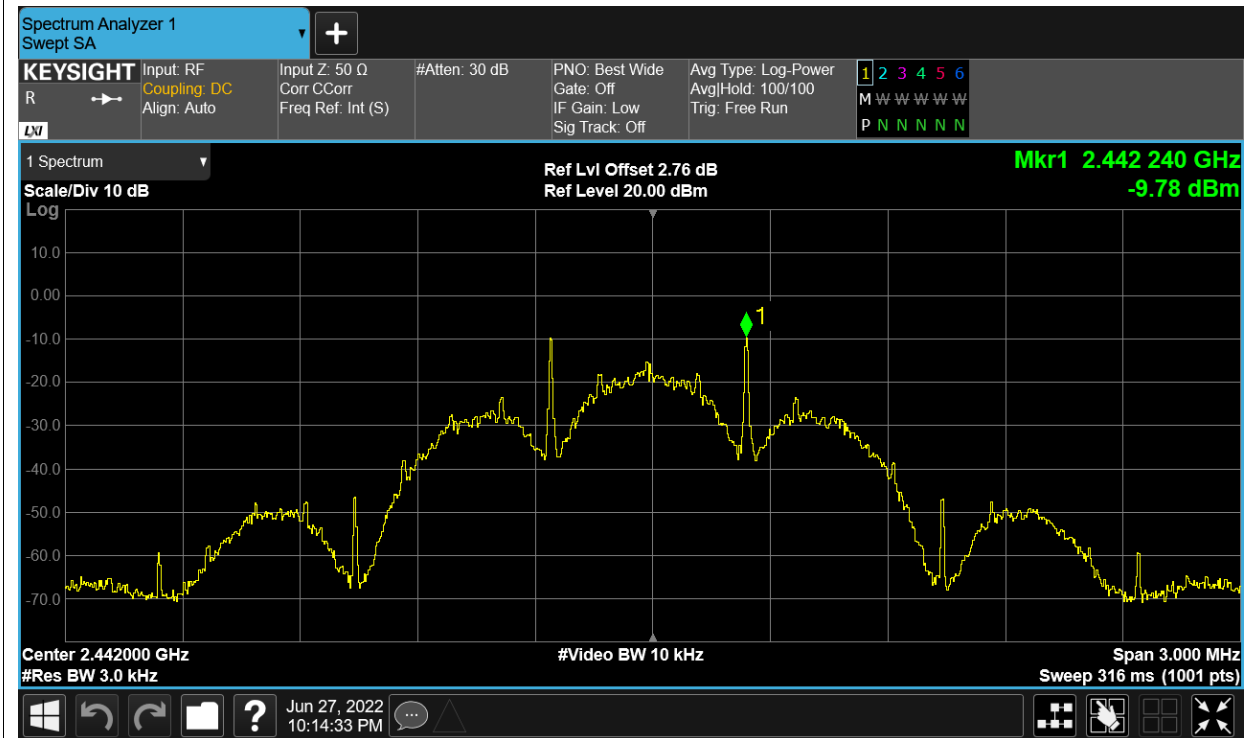 Spectrum Analyzer 1
Swept SA
KEYSIGHT
R
LXI
Input: RF
Coupling: DC
Align: Auto
Input Z: 50 Ω
Corr CCorr
Freq Ref: Int (S)
#Atten: 30 dB
PNO: Best Wide
Gate: Off
IF Gain: Low
Sig Track: Off
Avg Type: Log-Power
Avg|Hold: 100/100
Trig: Free Run
1 2 3 4 5 6
M W W W W W
P N N N N N
1 Spectrum
Scale/Div 10 dB
Log
Ref Lvl Offset 2.76 dB
Ref Level 20.00 dBm
Mkr1 2.442 240 GHz
-9.78 dBm
10.0
0.00
1
-10.0
-20.0
-30.0
-40.0
-50.0
-60.0
-70.0
Center 2.442000 GHz
#Res BW 3.0 kHz
#Video BW 10 kHz
Span 3.000 MHz
Sweep 316 ms (1001 pts)
?
Jun 27, 2022
10:14:33 PM